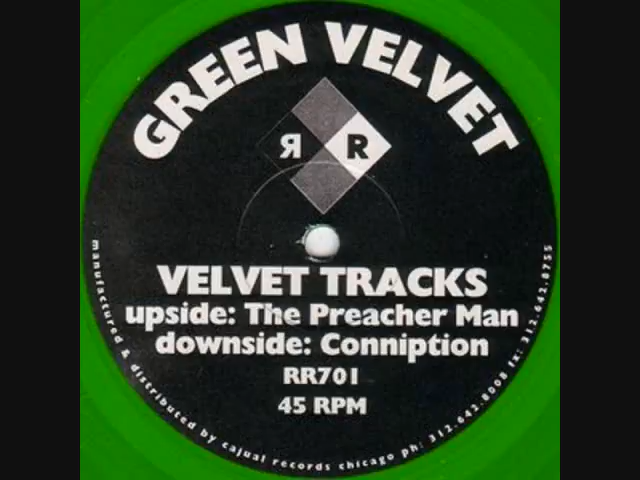 GREEN VELVET
R R
VELVET TRACKS
upside: The Preacher Man
downside: Conniption
RR701
45 RPM
manufactured & distributed by cajual records chicago ph: 312.642.8008 fx: 312.642.8755